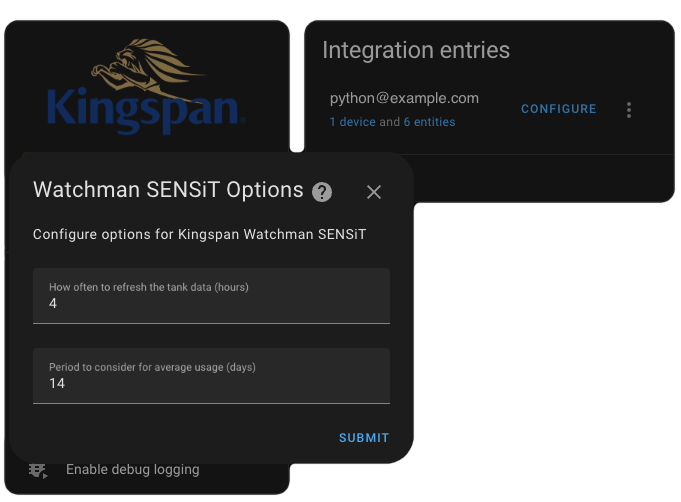 Kingspan.
Integration entries
python@example.com
1 device and 6 entities
CONFIGURE
Watchman SENSiT Options
Configure options for Kingspan Watchman SENSiT
How often to refresh the tank data (hours)
4
Period to consider for average usage (days)
14
SUBMIT
Enable debug logging